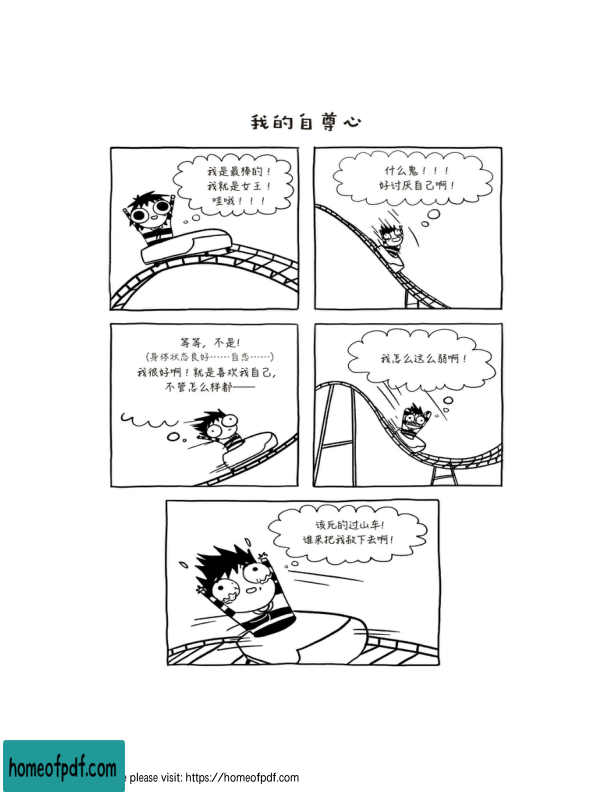 我的自尊心
我是最棒的！
我就是女王！
哇哦！！！
什么鬼！！！
好讨厌自己啊！
等等，不是！
（身体状态良好……自恋……）
我很好啊！就是喜欢我自己，
不管怎么样都——
我怎么这么弱啊！
该死的过山车！
谁来把我救下去啊！
homeofpdf.com
e please visit: https://homeofpdf.com